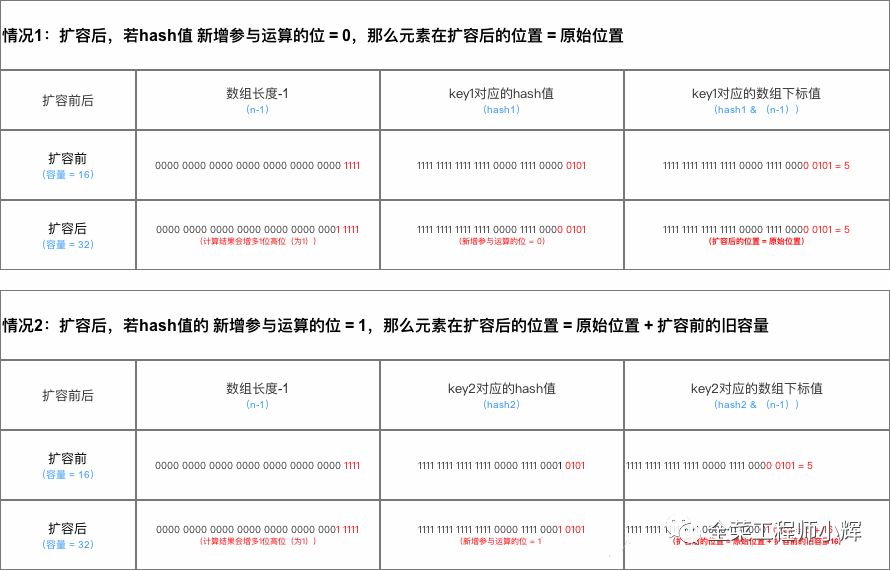 情况1：扩容后，若hash值 新增参与运算的位 = 0，那么元素在扩容后的位置 = 原始位置
扩容前后
数组长度-1
（n-1）
key1对应的hash值
（hash1）
key1对应的数组下标值
（hash1 & （n-1））
扩容前
（容量 = 16）
0000 0000 0000 0000 0000 0000 0000 1111
1111 1111 1111 1111 0000 1111 0000 0101
1111 1111 1111 1111 0000 1111 0000 0101 = 5
扩容后
（容量 = 32）
0000 0000 0000 0000 0000 0000 0001 1111
（计算结果会增多1位高位（为1））
1111 1111 1111 1111 0000 1111 0000 0101
（新增参与运算的位 = 0）
1111 1111 1111 1111 0000 1111 0000 0101 = 5
（扩容后的位置 = 原始位置）
情况2：扩容后，若hash值的 新增参与运算的位 = 1，那么元素在扩容后的位置 = 原始位置 + 扩容前的旧容量
扩容前后
数组长度-1
（n-1）
key2对应的hash值
（hash2）
key2对应的数组下标值
（hash2 & （n-1））
扩容前
（容量 = 16）
0000 0000 0000 0000 0000 0000 0000 1111
1111 1111 1111 1111 0000 1111 0001 0101
1111 1111 1111 1111 0000 1111 0000 0101 = 5
扩容后
（容量 = 32）
0000 0000 0000 0000 0000 0000 0001 1111
（计算结果会增多1位高位（为1））
1111 1111 1111 1111 0000 1111 0001 0101
（新增参与运算的位 = 1
1111 1111
全菜工程师小辉
的位置 = 原始位置 + 扩容前的旧容量16）